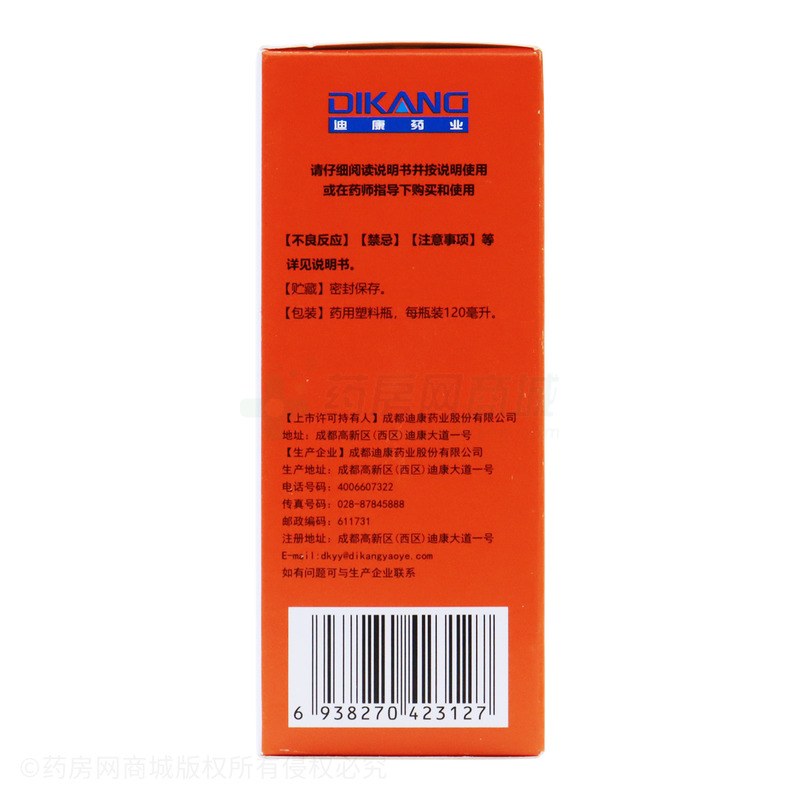 DIKANG
迪康药业
请仔细阅读说明书并按说明使用
或在药师指导下购买和使用
【不良反应】【禁忌】【注意事项】等
详见说明书。
【贮藏】密封保存。
【包装】药用塑料瓶，每瓶装120毫升。
药房网商城
【上市许可持有人】成都迪康药业股份有限公司
地址：成都高新区(西区)迪康大道一号
【生产企业】成都迪康药业股份有限公司
生产地址：成都高新区(西区)迪康大道一号
电话号码：4006607322
传真号码：028-87845888
邮政编码：611731
注册地址：成都高新区(西区)迪康大道一号
E-mail:dkyy@dikangyaoye.com
如有问题可与生产企业联系
6 938270 423127
©药房网商城版权所有侵权必究